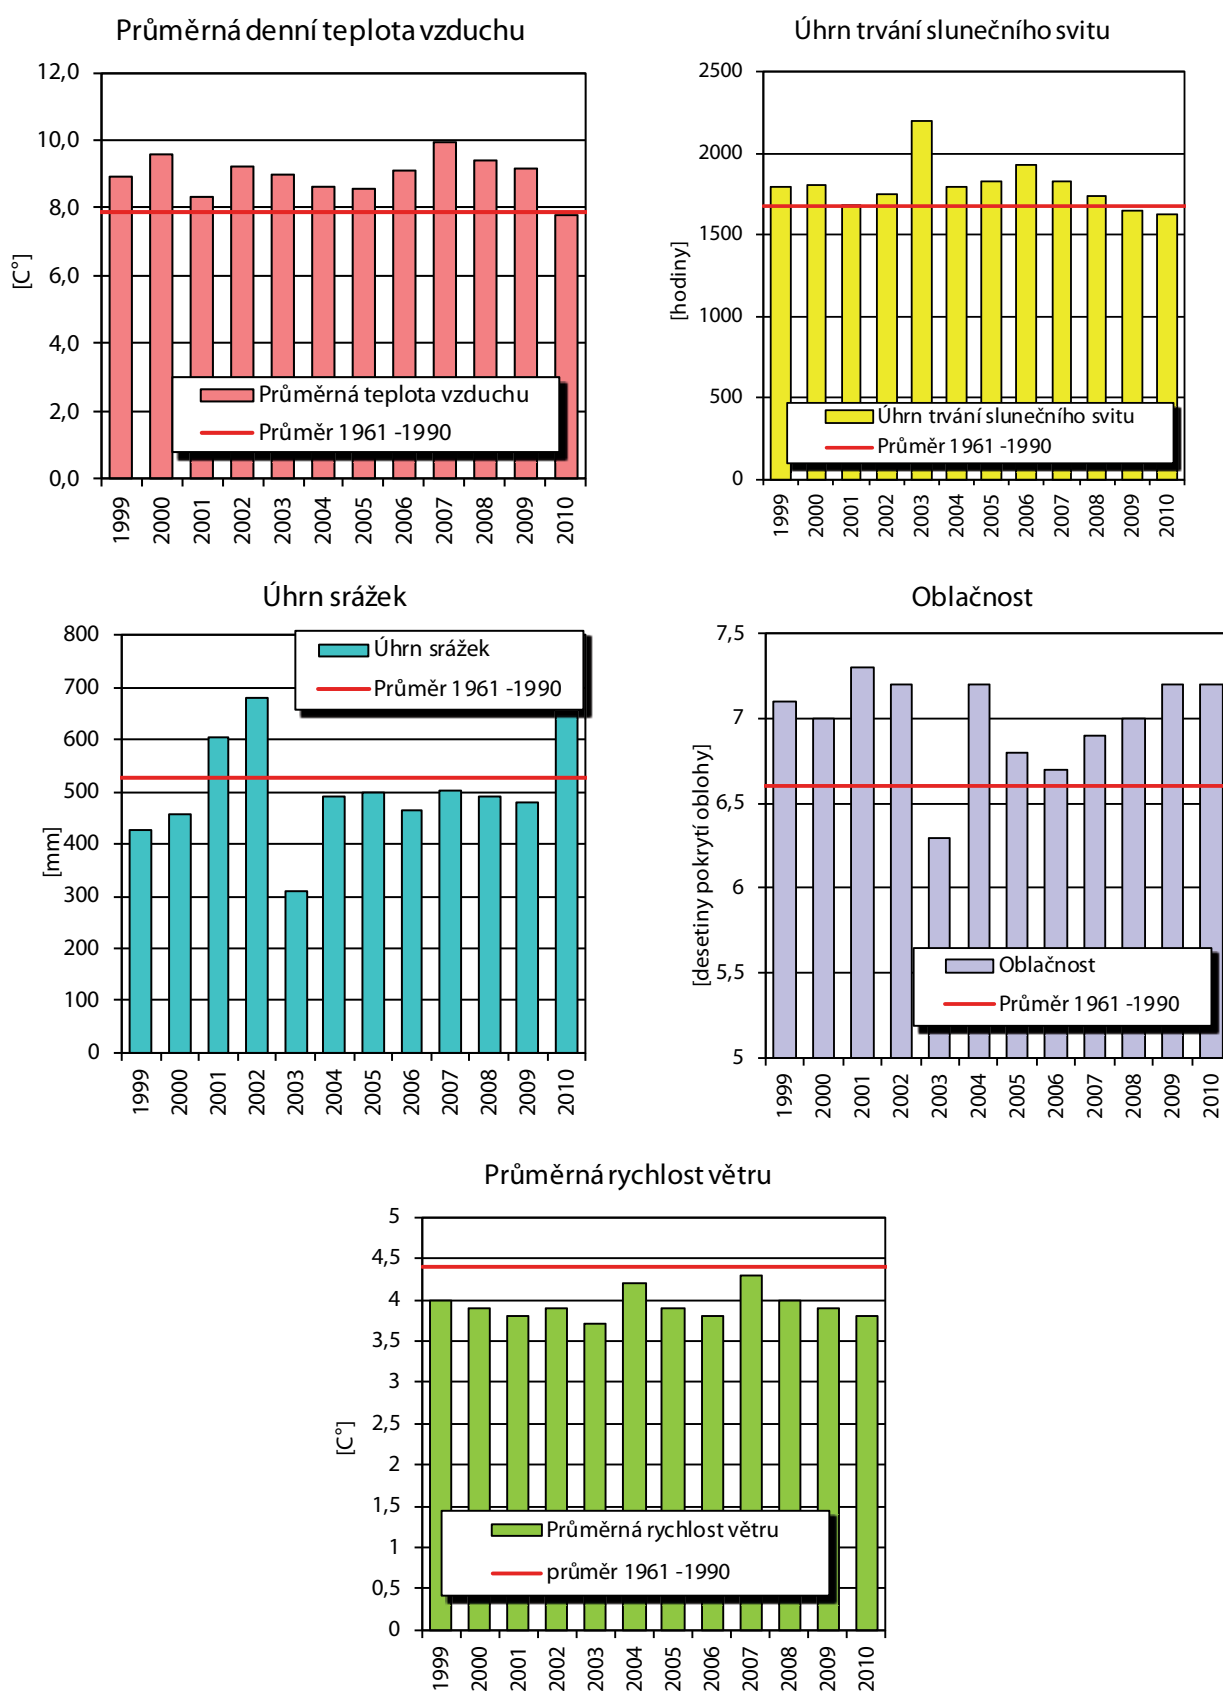 Průměrná denní teplota vzduchu
[C°]
12,0
10,0
8,0
6,0
4,0
2,0
0,0
Průměrná teplota vzduchu
Průměr 1961 -1990
1999 2000 2001 2002 2003 2004 2005 2006 2007 2008 2009 2010
Úhrn trvání slunečního svitu
[hodiny]
2500
2000
1500
1000
500
0
Úhrn trvání slunečního svitu
Průměr 1961 -1990
1999 2000 2001 2002 2003 2004 2005 2006 2007 2008 2009 2010
Úhrn srážek
[mm]
800
700
600
500
400
300
200
100
0
Úhrn srážek
Průměr 1961 -1990
1999 2000 2001 2002 2003 2004 2005 2006 2007 2008 2009 2010
Oblačnost
[desetiny pokrytí oblohy]
7,5
7
6,5
6
5,5
5
Oblačnost
Průměr 1961 -1990
1999 2000 2001 2002 2003 2004 2005 2006 2007 2008 2009 2010
Průměrná rychlost větru
[C°]
5
4,5
4
3,5
3
2,5
2
1,5
1
0,5
0
Průměrná rychlost větru
průměr 1961 -1990
1999 2000 2001 2002 2003 2004 2005 2006 2007 2008 2009 2010